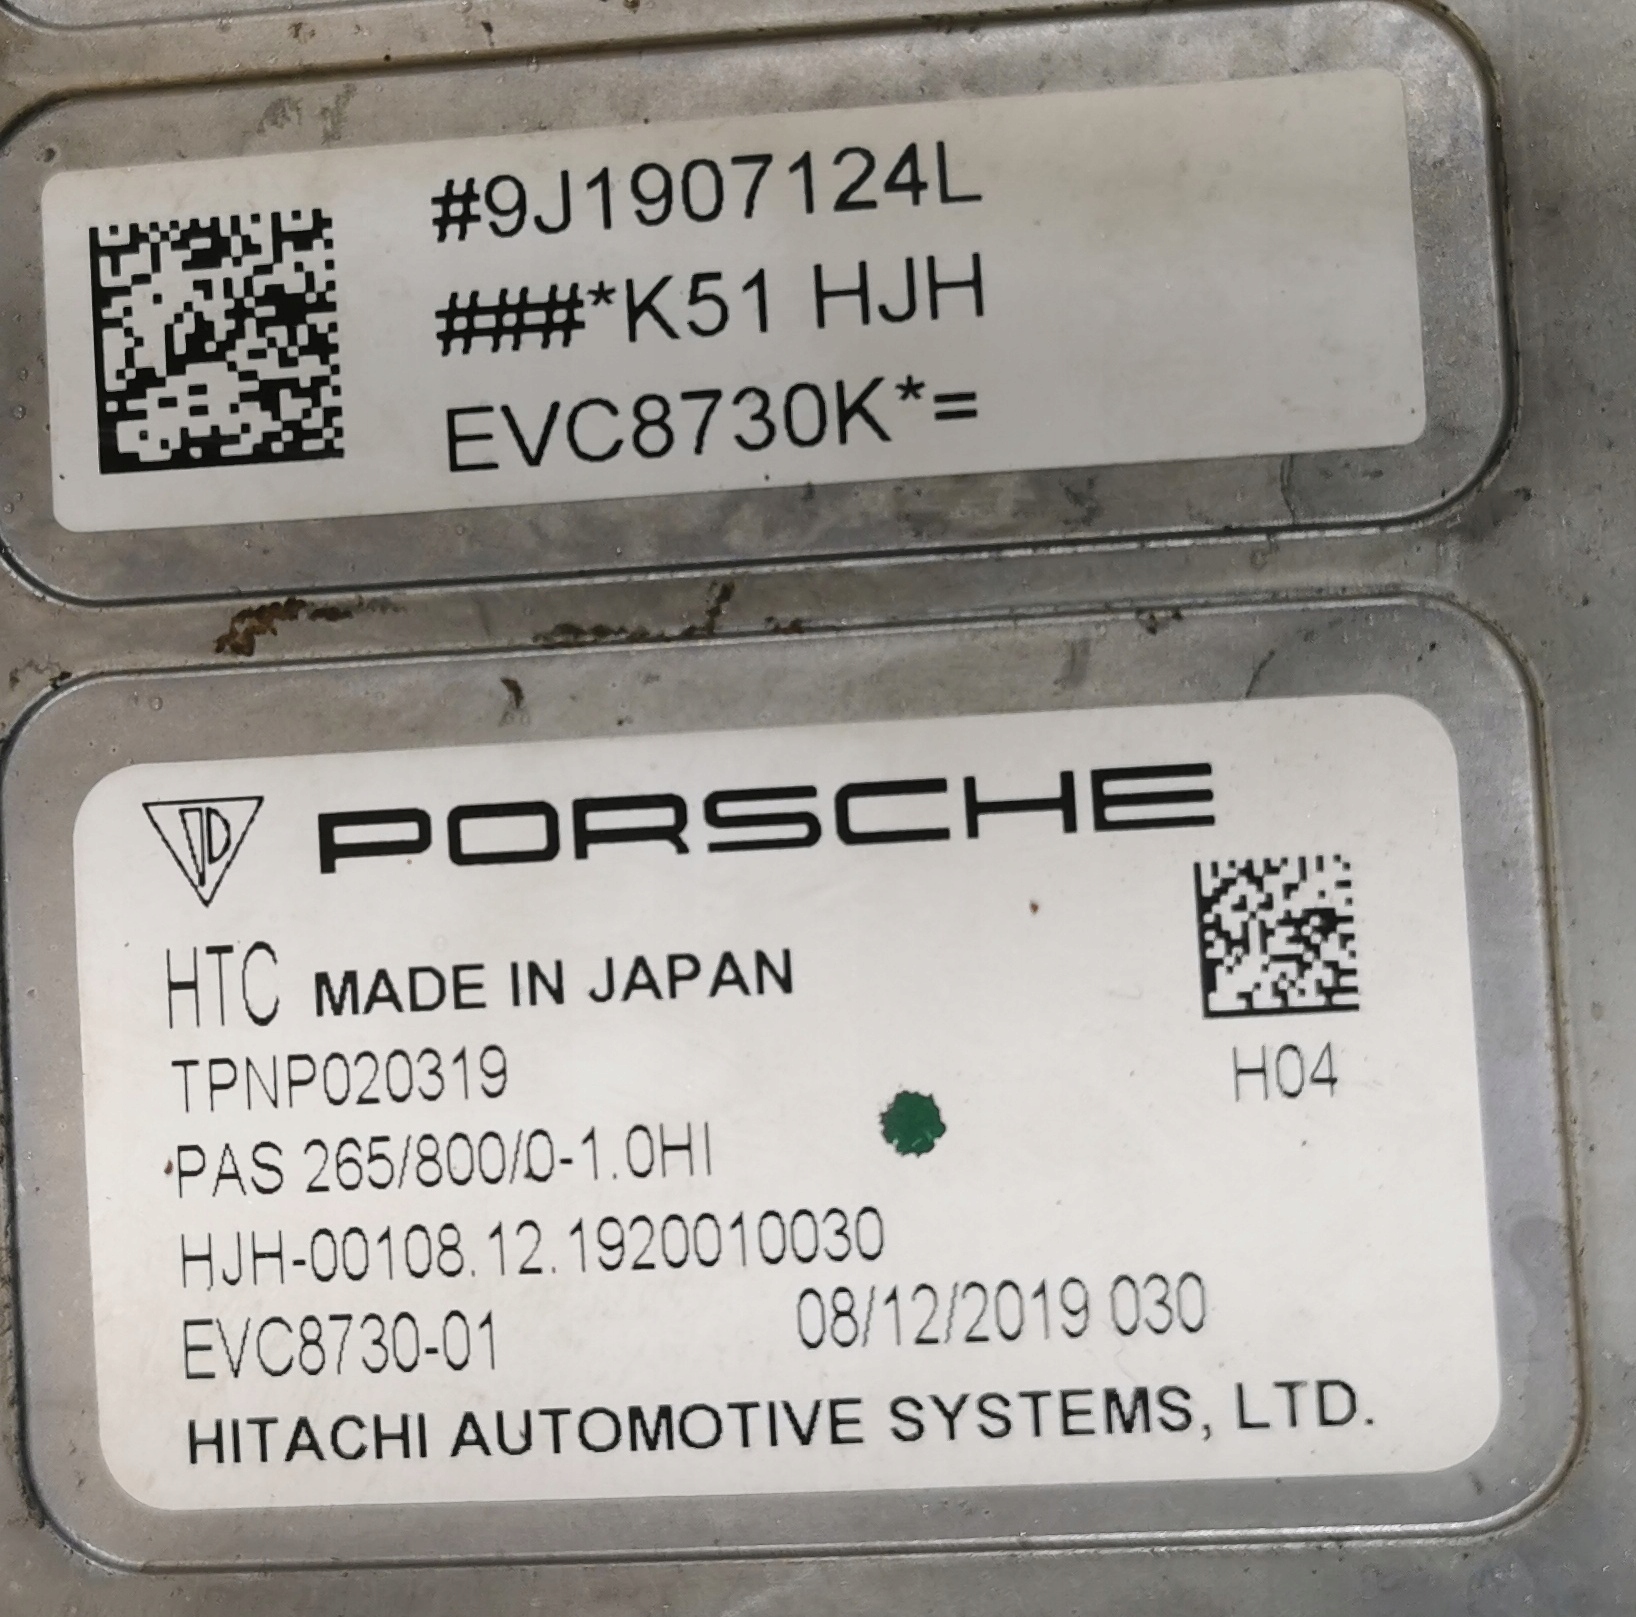 #9J1907124L
###*K51 HJH
EVC8730K*=
PORSCHE
HTC MADE IN JAPAN
TPNP020319
H04
PAS 265/800/0-1.0HI
HJH-00108.12.1920010030
EVC8730-01 08/12/2019 030
HITACHI AUTOMOTIVE SYSTEMS, LTD.